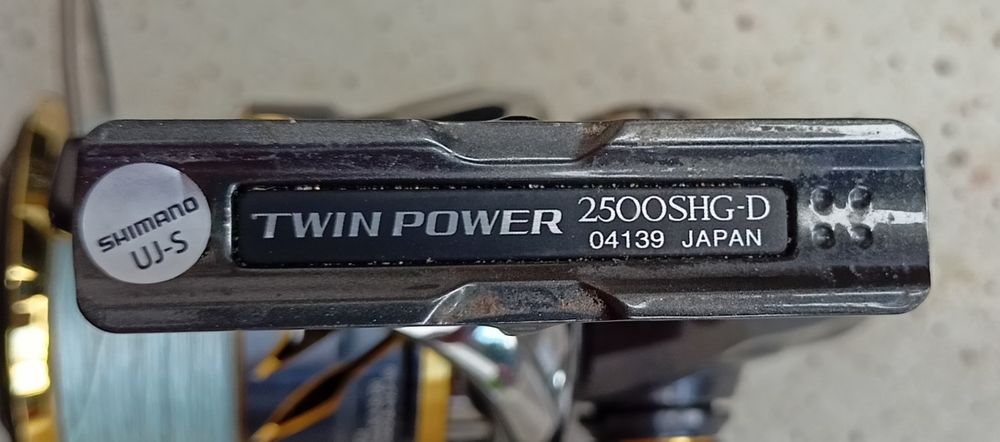 SHIMANO
UJ-S
TWIN POWER
2500SHG-D
04139 JAPAN